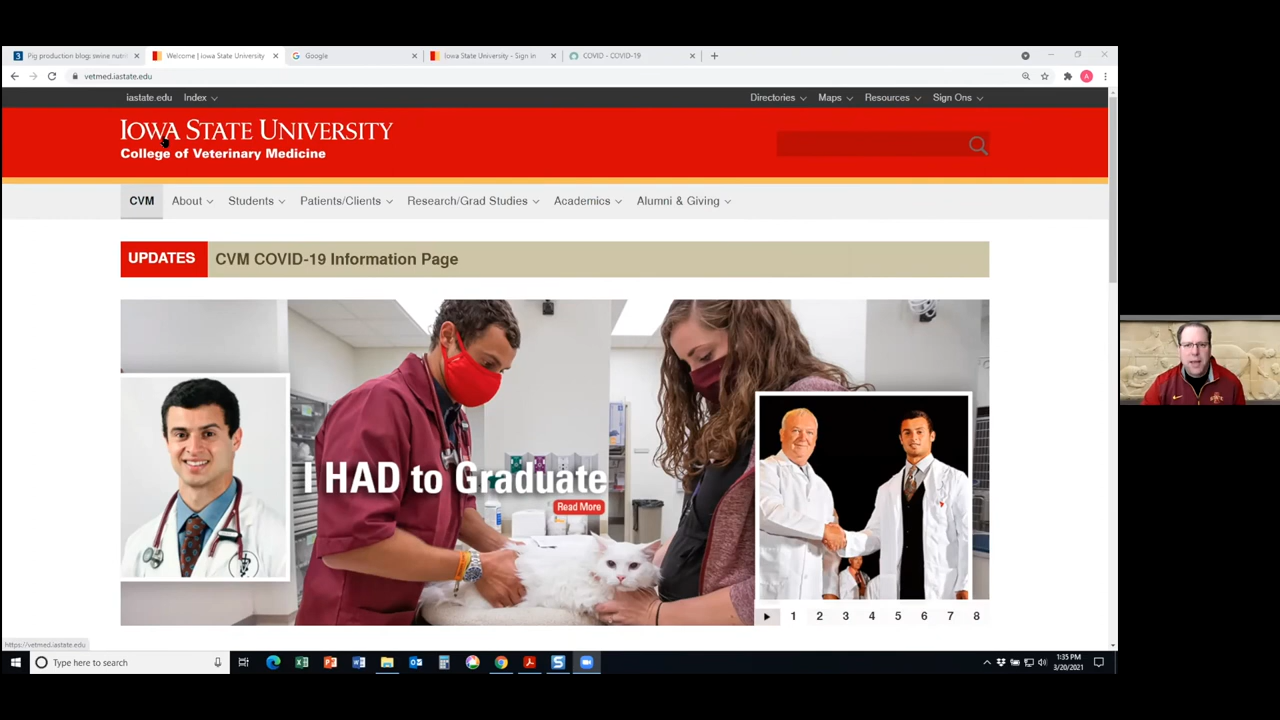 Pig production blog: swine nutri
Welcome | Iowa State University
Google
Iowa State University - Sign in
COVID - COVID-19
vetmed.iastate.edu
A
iastate.edu
Index
Directories
Maps
Resources
Sign Ons
IOWA STATE UNIVERSITY
College of Veterinary Medicine
CVM
About
Students
Patients/Clients
Research/Grad Studies
Academics
Alumni & Giving
UPDATES
CVM COVID-19 Information Page
I HAD to Graduate
Read More
1 2 3 4 5 6 7 8
https://vetmed.iastate.edu
Type here to search
1:35 PM
3/20/2021